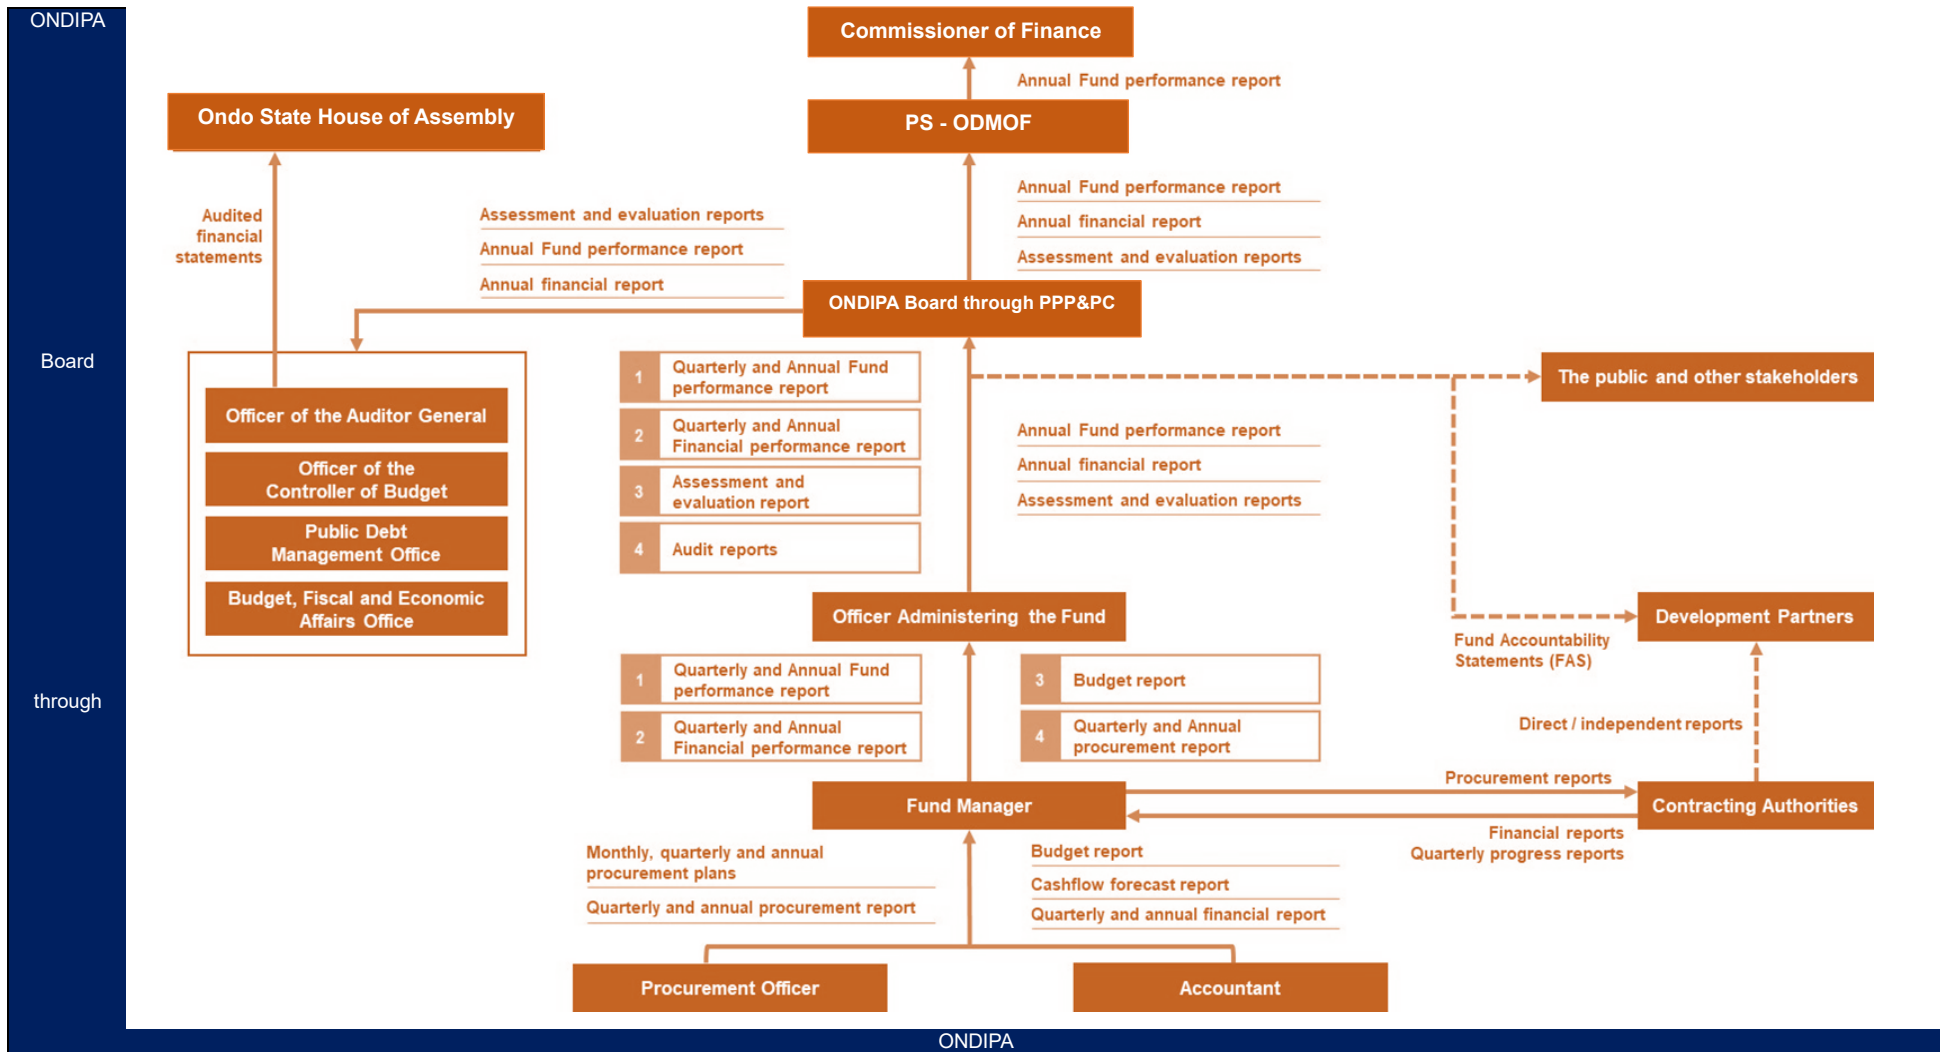 ONDIPA
Board
through
ONDIPA
Commissioner of Finance
Annual Fund performance report
PS - ODMOF
Ondo State House of Assembly
Audited
financial
statements
Annual Fund performance report
Annual financial report
Assessment and evaluation reports
Assessment and evaluation reports
Annual Fund performance report
Annual financial report
ONDIPA Board through PPP&PC
Officer of the Auditor General
Officer of the
Controller of Budget
Public Debt
Management Office
Budget, Fiscal and Economic
Affairs Office
1
Quarterly and Annual Fund
performance report
2
Quarterly and Annual
Financial performance report
3
Assessment and
evaluation report
4
Audit reports
The public and other stakeholders
Annual Fund performance report
Annual financial report
Assessment and evaluation reports
Officer Administering the Fund
Development Partners
Fund Accountability
Statements (FAS)
1
Quarterly and Annual Fund
performance report
2
Quarterly and Annual
Financial performance report
3
Budget report
4
Quarterly and Annual
procurement report
Direct / independent reports
Procurement reports
Fund Manager
Contracting Authorities
Financial reports
Quarterly progress reports
Monthly, quarterly and annual
procurement plans
Quarterly and annual procurement report
Budget report
Cashflow forecast report
Quarterly and annual financial report
Procurement Officer
Accountant